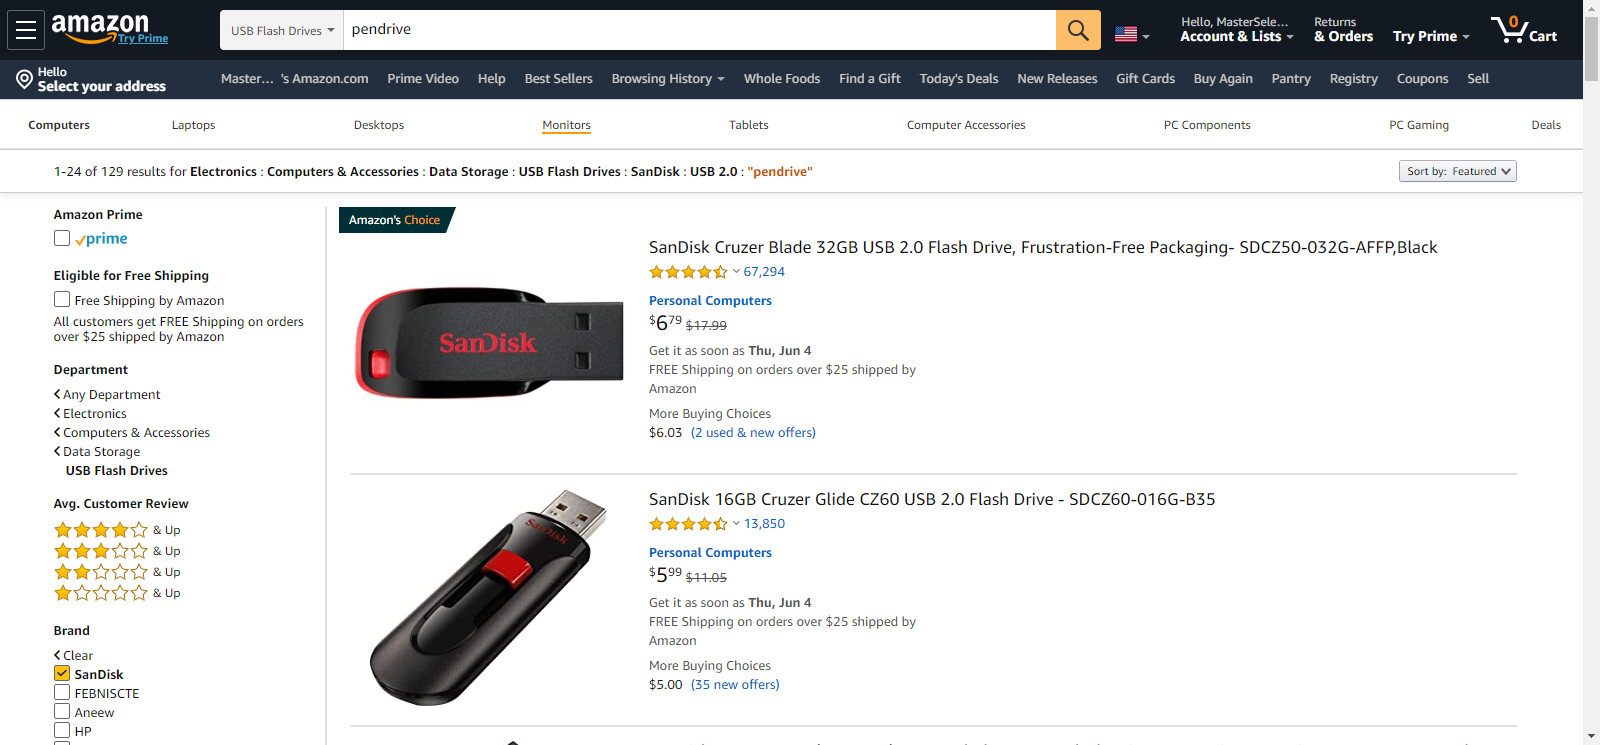 amazon
Try Prime
USB Flash Drives
pendrive
Hello, MasterSele...
Account & Lists
Returns
& Orders
Try Prime
0
Cart
Hello
Select your address
Master... 's Amazon.com
Prime Video
Help
Best Sellers
Browsing History
Whole Foods
Find a Gift
Today's Deals
New Releases
Gift Cards
Buy Again
Pantry
Registry
Coupons
Sell
Computers
Laptops
Desktops
Monitors
Tablets
Computer Accessories
PC Components
PC Gaming
Deals
1-24 of 129 results for Electronics : Computers & Accessories : Data Storage : USB Flash Drives : SanDisk : USB 2.0 : "pendrive"
Sort by: Featured
Amazon Prime
prime
Eligible for Free Shipping
Free Shipping by Amazon
All customers get FREE Shipping on orders
over $25 shipped by Amazon
Department
Any Department
Electronics
Computers & Accessories
Data Storage
USB Flash Drives
Avg. Customer Review
& Up
& Up
& Up
& Up
Brand
Clear
SanDisk
FEBNISCTE
Aneew
HP
Amazon's Choice
SanDisk
SanDisk Cruzer Blade 32GB USB 2.0 Flash Drive, Frustration-Free Packaging- SDCZ50-032G-AFFP,Black
67,294
Personal Computers
$6.79 $17.99
Get it as soon as Thu, Jun 4
FREE Shipping on orders over $25 shipped by
Amazon
More Buying Choices
$6.03 (2 used & new offers)
SanDisk
SanDisk 16GB Cruzer Glide CZ60 USB 2.0 Flash Drive - SDCZ60-016G-B35
13,850
Personal Computers
$5.99 $11.05
Get it as soon as Thu, Jun 4
FREE Shipping on orders over $25 shipped by
Amazon
More Buying Choices
$5.00 (35 new offers)